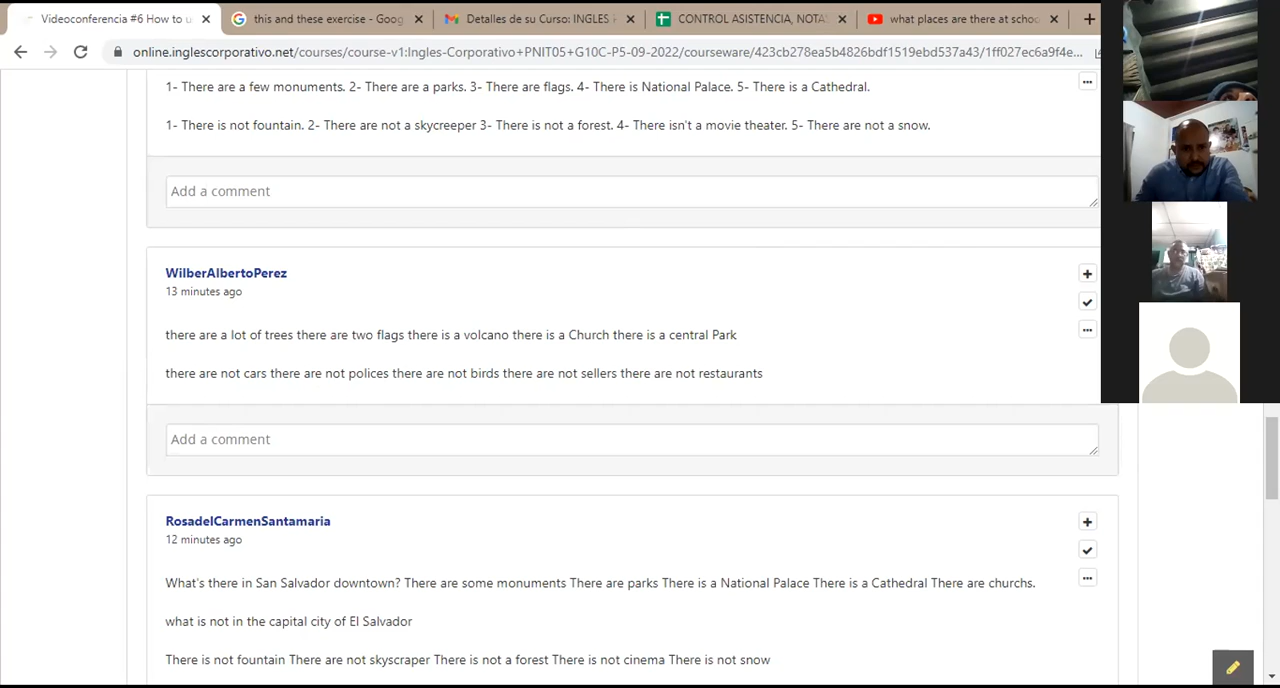 Videoconferencia #6 How to u
this and these exercise - Goog
Detalles de su Curso: INGLES
CONTROL ASISTENCIA, NOTA
what places are there at schoo
online.inglescorporativo.net/courses/course-v1:Ingles-Corporativo+PNIT05+G10C-P5-09-2022/courseware/423cb278ea5b4826bdf1519ebd537a43/1ff027ec6a9f4e...
1- There are a few monuments. 2- There are a parks. 3- There are flags. 4- There is National Palace. 5- There is a Cathedral.
1- There is not fountain. 2- There are not a skycreeper 3- There is not a forest. 4- There isn't a movie theater. 5- There are not a snow.
Add a comment
WilberAlbertoPerez
13 minutes ago
there are a lot of trees there are two flags there is a volcano there is a Church there is a central Park
there are not cars there are not polices there are not birds there are not sellers there are not restaurants
Add a comment
RosadelCarmenSantamaria
12 minutes ago
What's there in San Salvador downtown? There are some monuments There are parks There is a National Palace There is a Cathedral There are churchs.
what is not in the capital city of El Salvador
There is not fountain There are not skyscraper There is not a forest There is not cinema There is not snow